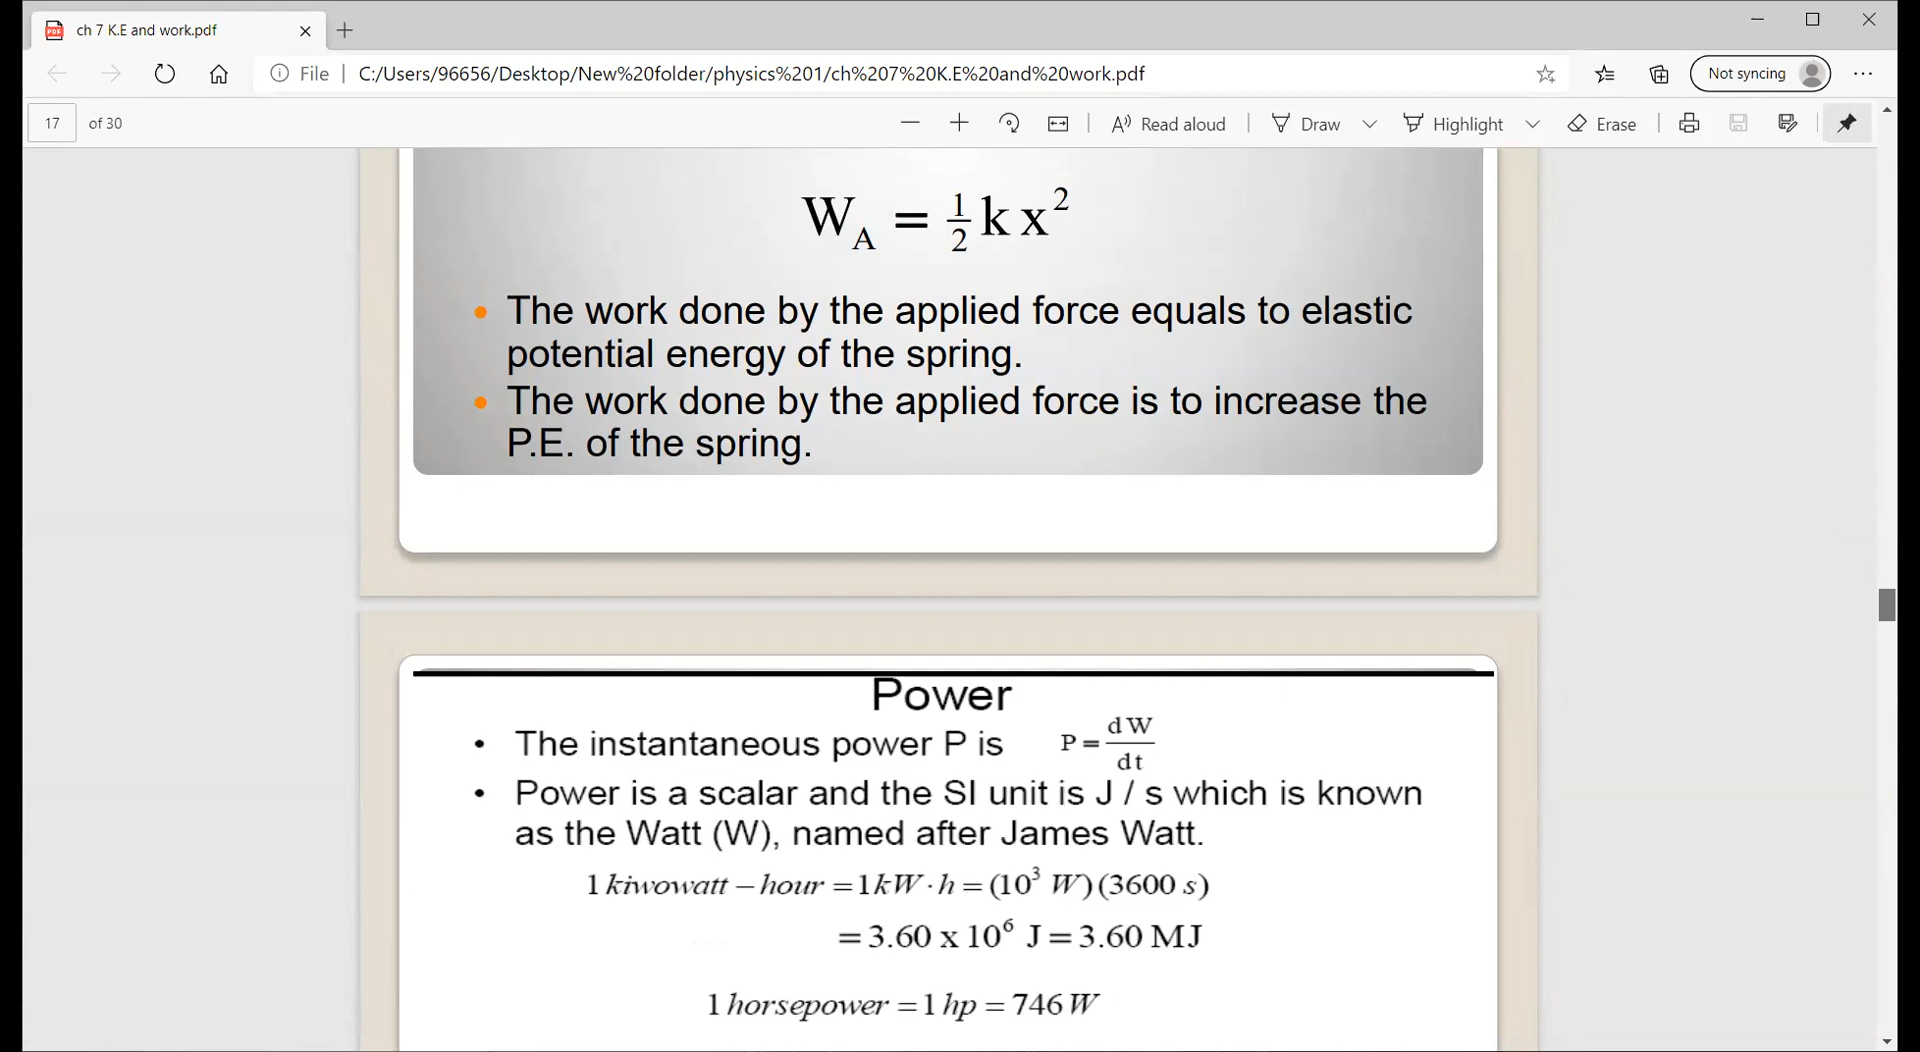 ch 7 K.E and work.pdf
File C:/Users/96656/Desktop/New%20folder/physics%201/ch%207%20K.E%20and%20work.pdf Not syncing
17 of 30 Read aloud Draw Highlight Erase
W_A = 1/2 k x^2
• The work done by the applied force equals to elastic
potential energy of the spring.
• The work done by the applied force is to increase the
P.E. of the spring.
Power
• The instantaneous power P is P = dW/dt
• Power is a scalar and the SI unit is J / s which is known
as the Watt (W), named after James Watt.
1 kiwowatt – hour = 1 kW · h = (10^3 W)(3600 s)
= 3.60 x 10^6 J = 3.60 MJ
1 horsepower = 1 hp = 746 W